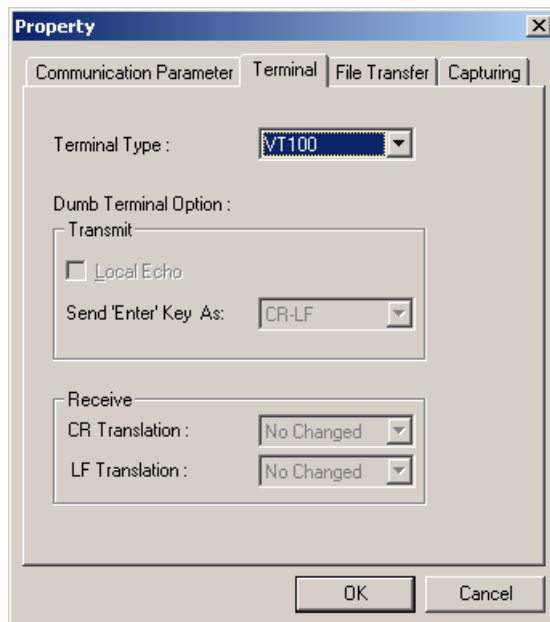 Property
Communication Parameter Terminal File Transfer Capturing
Terminal Type : VT100
Dumb Terminal Option :
Transmit
Local Echo
Send 'Enter' Key As: CR-LF
Receive
CR Translation : No Changed
LF Translation : No Changed
OK Cancel